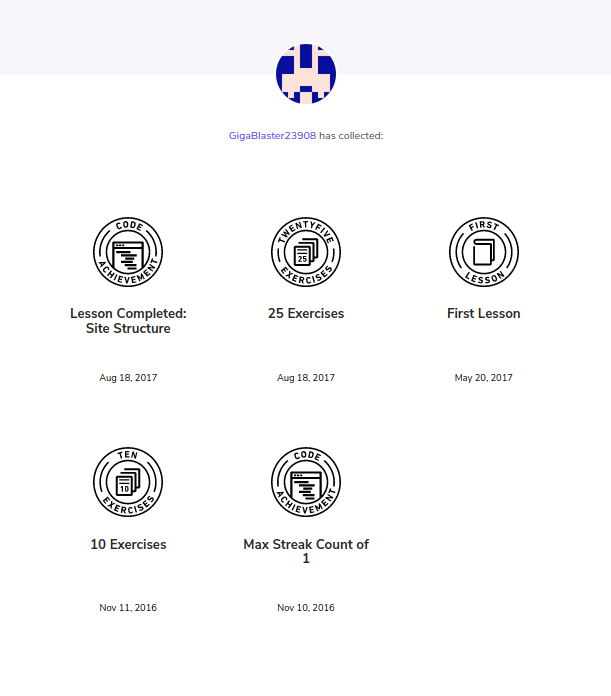 GigaBlaster23908 has collected:
CODE ACHIEVEMENT
TWENTYFIVE EXERCISES
25
FIRST LESSON
Lesson Completed:
Site Structure
25 Exercises
First Lesson
Aug 18, 2017
Aug 18, 2017
May 20, 2017
TEN EXERCISES
10
CODE ACHIEVEMENT
10 Exercises
Max Streak Count of
1
Nov 11, 2016
Nov 10, 2016